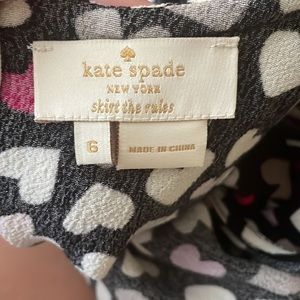 kate spade
NEW YORK
skirt the rules
6
MADE IN CHINA